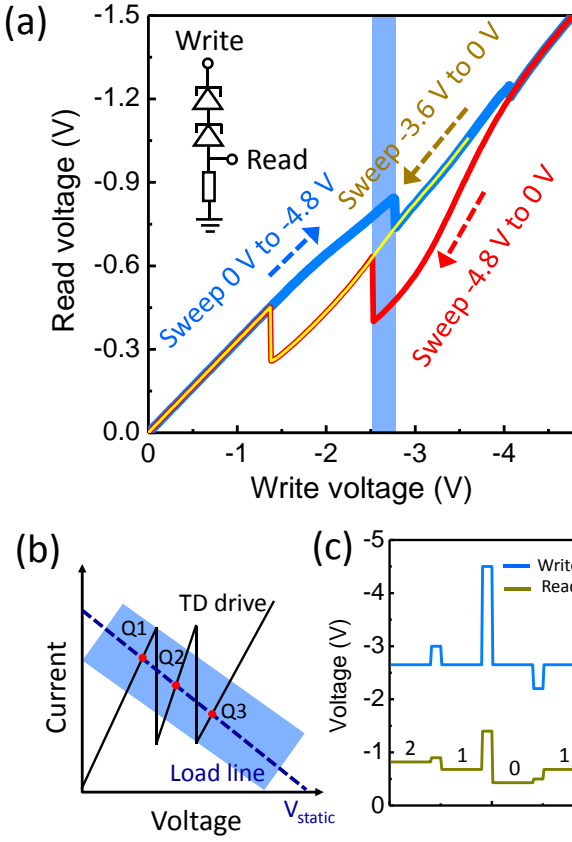 (a)
Write
Read
Sweep 0 V to -4.8 V
Sweep -3.6 V to 0 V
Sweep -4.8 V to 0 V
Read voltage (V)
-1.5
-1.2
-0.9
-0.6
-0.3
0.0
0 -1 -2 -3 -4
Write voltage (V)
(b)
TD drive
Q1
Q2
Q3
Load line
Current
Voltage
V static
(c)
Write
Voltage (V)
-5
-3
-2
-1
0
2 1 0 1